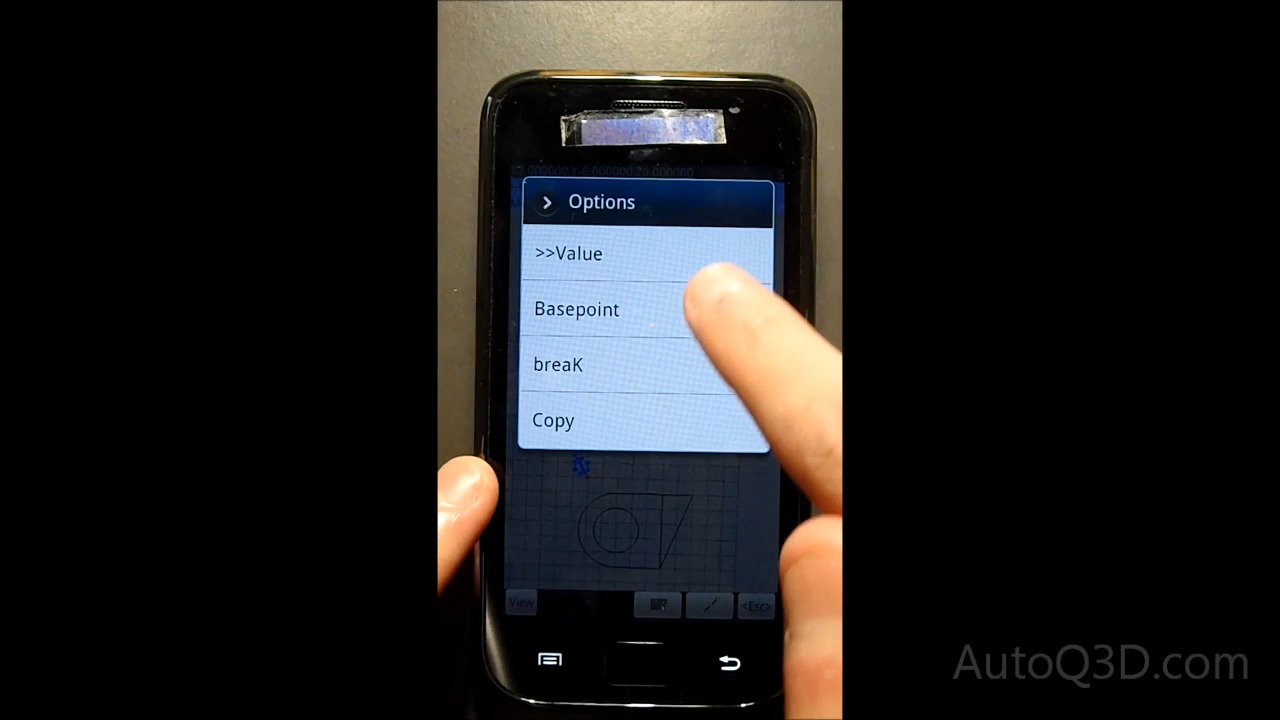 Options
>>Value
Basepoint
breaK
Copy
View
<Esc>
AutoQ3D.com